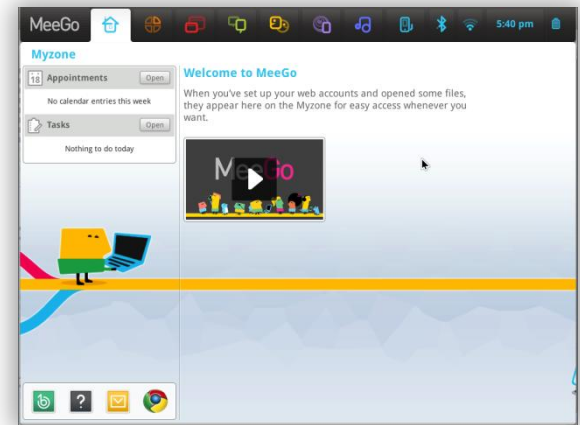 MeeGo
5:40 pm
Myzone
18 Appointments Open
No calendar entries this week
Tasks Open
Nothing to do today
Welcome to MeeGo
When you've set up your web accounts and opened some files,
they appear here on the Myzone for easy access whenever you
want.
MeeGo
?